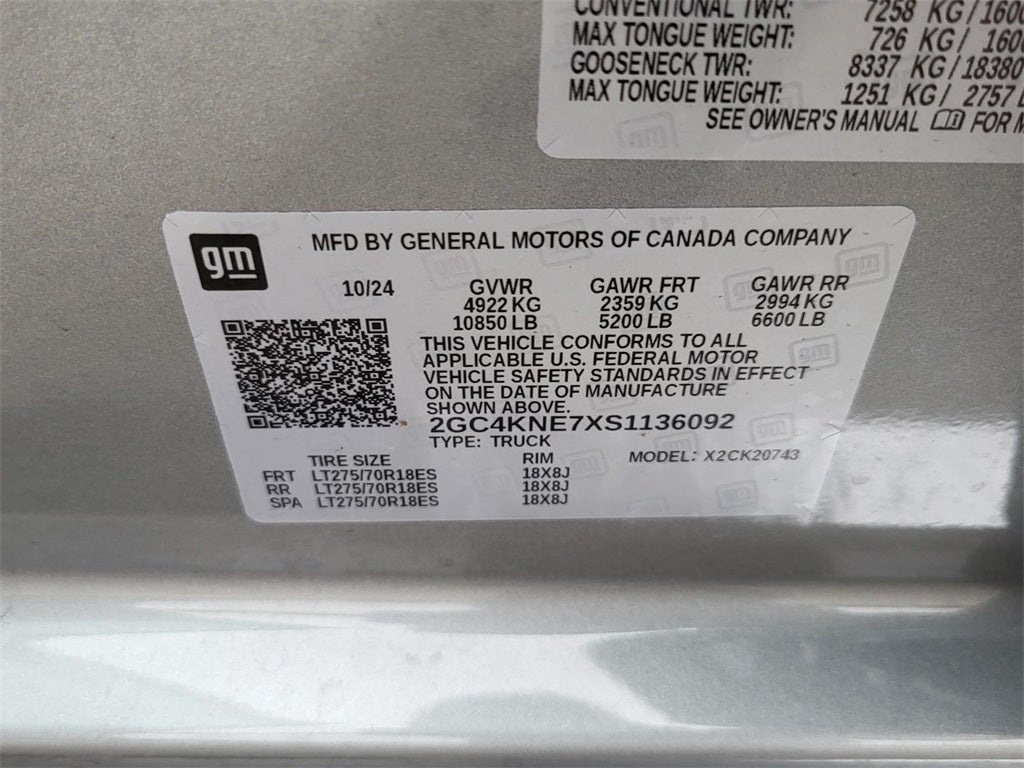 CONVENTIONAL TWR: 7258 KG/1600
MAX TONGUE WEIGHT: 726 KG/ 1600
GOOSENECK TWR: 8337 KG/18380
MAX TONGUE WEIGHT: 1251 KG/ 2757 L
SEE OWNER'S MANUAL FOR M
gm
MFD BY GENERAL MOTORS OF CANADA COMPANY
10/24 GVWR GAWR FRT GAWR RR
4922 KG 2359 KG 2994 KG
10850 LB 5200 LB 6600 LB
THIS VEHICLE CONFORMS TO ALL
APPLICABLE U.S. FEDERAL MOTOR
VEHICLE SAFETY STANDARDS IN EFFECT
ON THE DATE OF MANUFACTURE
SHOWN ABOVE.
2GC4KNE7XS1136092
TYPE: TRUCK
MODEL: X2CK20743
TIRE SIZE RIM
FRT LT275/70R18ES 18X8J
RR LT275/70R18ES 18X8J
SPA LT275/70R18ES 18X8J